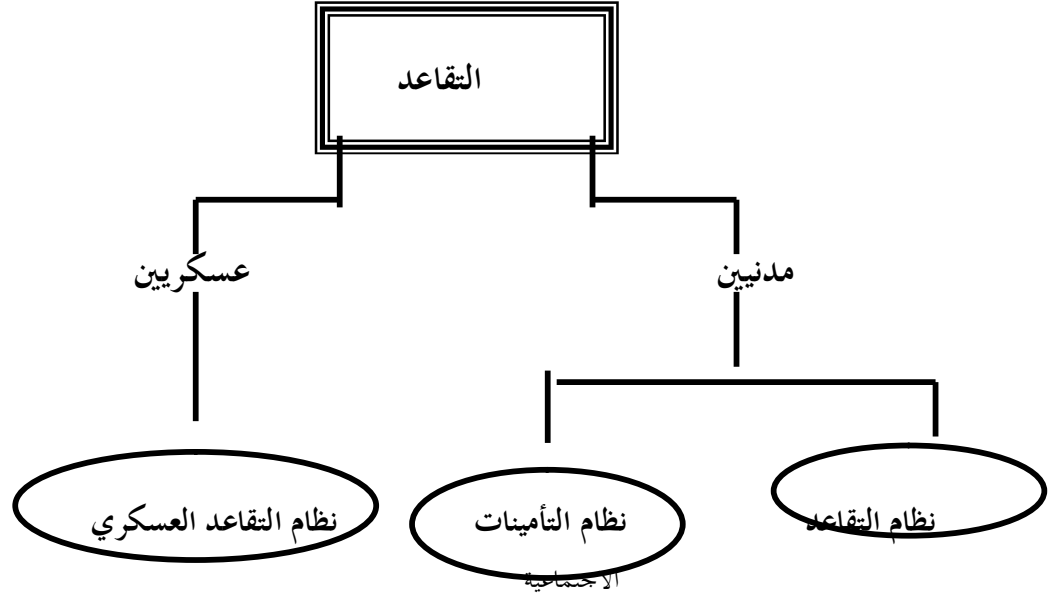 التقاعد
مدنيين
عسكريين
نظام التقاعد
نظام التأمينات
الاجتماعية
نظام التقاعد العسكري